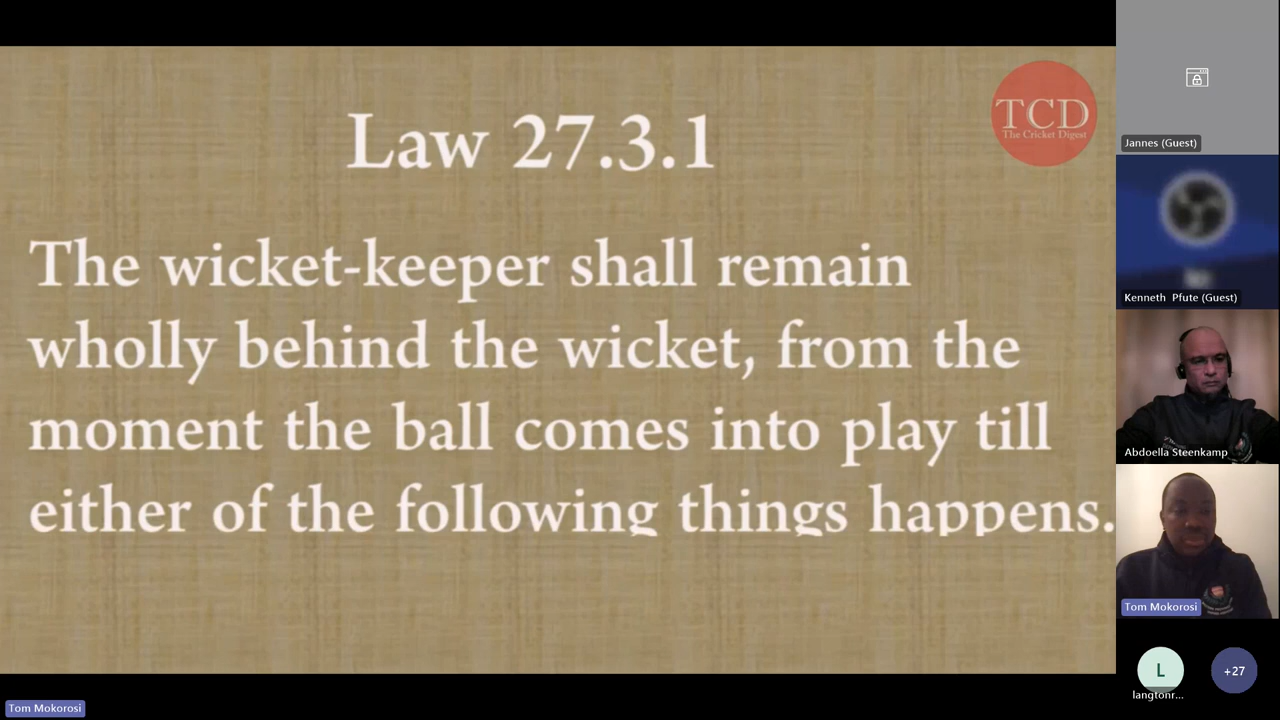 Law 27.3.1
TCD
The Cricket Digest
The wicket-keeper shall remain
wholly behind the wicket, from the
moment the ball comes into play till
either of the following things happens.
Jannes (Guest)
Kenneth Pfute (Guest)
Abdoella Steenkamp
Tom Mokorosi
L
langtonr...
+27
Tom Mokorosi